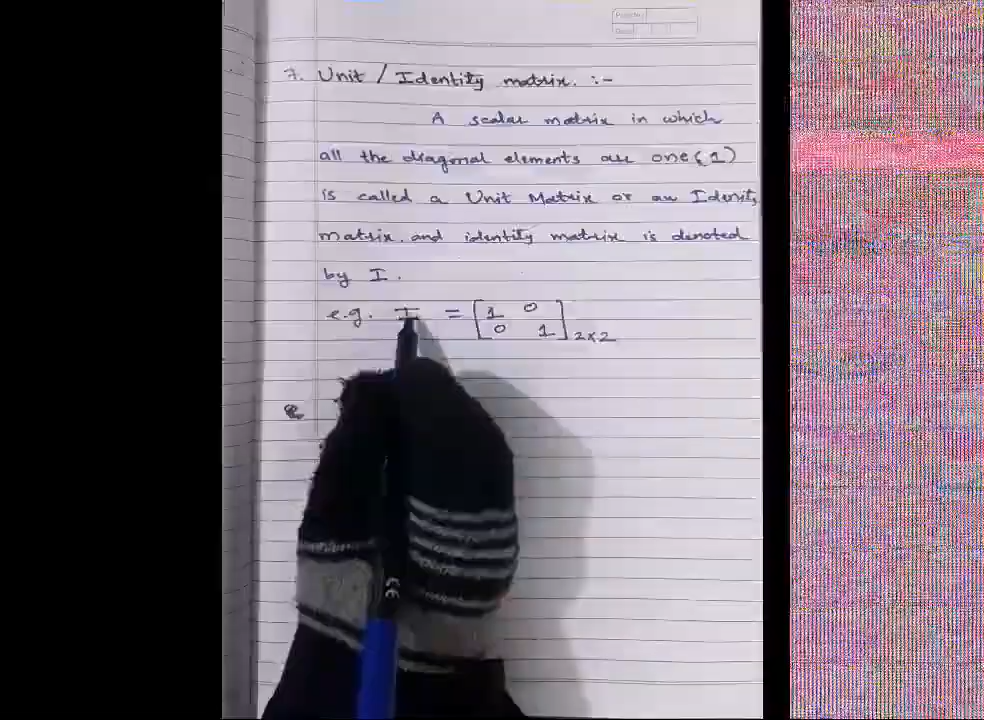 7. Unit / Identity matrix. :-
A scalar matrix in which
all the diagonal elements are one (1)
is called a Unit Matrix or an Identity
matrix. and identity matrix is denoted
by I.
e.g. I = [1 0
0 1] 2×2